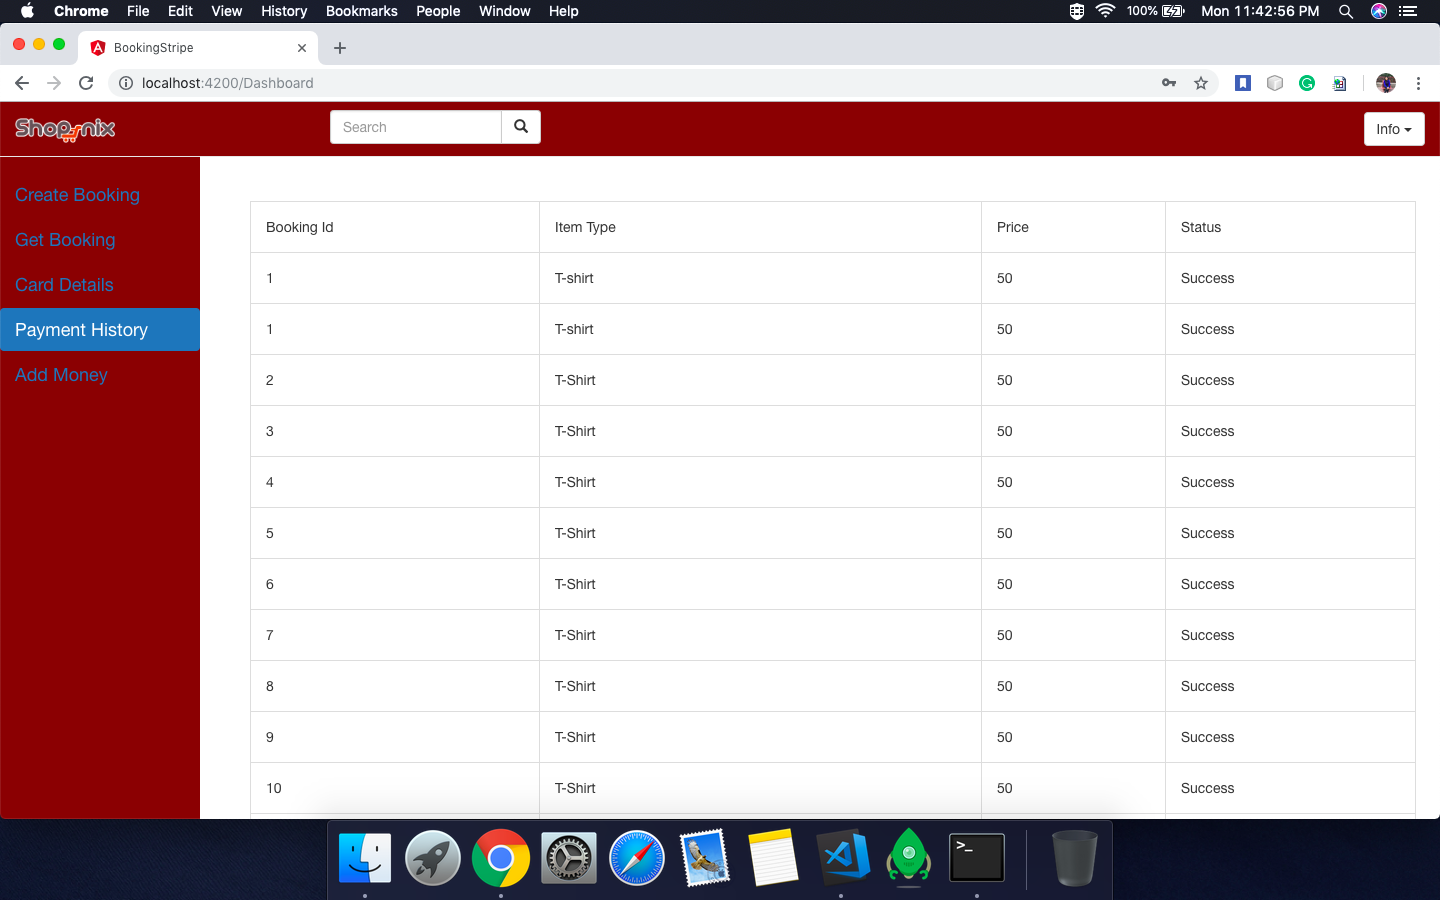 Chrome File Edit View History Bookmarks People Window Help 100% Mon 11:42:56 PM
BookingStripe
localhost:4200/Dashboard
Shopnix Search Info
Create Booking
Get Booking
Card Details
Payment History
Add Money
Booking Id Item Type Price Status
1 T-shirt 50 Success
1 T-shirt 50 Success
2 T-Shirt 50 Success
3 T-Shirt 50 Success
4 T-Shirt 50 Success
5 T-Shirt 50 Success
6 T-Shirt 50 Success
7 T-Shirt 50 Success
8 T-Shirt 50 Success
9 T-Shirt 50 Success
10 T-Shirt 50 Success
>_